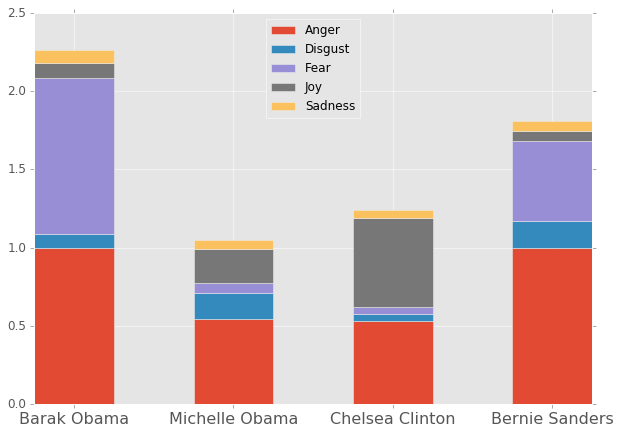 2.5
2.0
1.5
1.0
0.5
0.0
Anger
Disgust
Fear
Joy
Sadness
Barak Obama Michelle Obama Chelsea Clinton Bernie Sanders